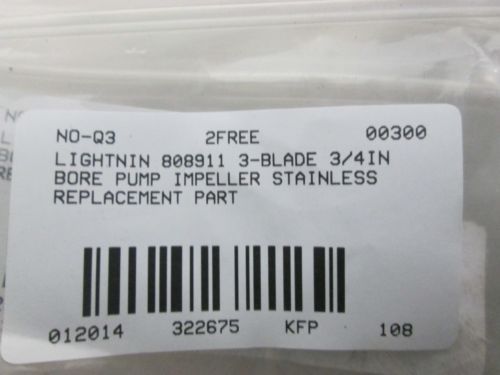 NO-Q3 2FREE 00300
LIGHTNIN 808911 3-BLADE 3/4IN
BORE PUMP IMPELLER STAINLESS
REPLACEMENT PART
012014 322675 KFP 108